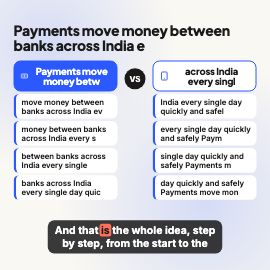 Payments move money between
banks across India e
Payments move
money betw
VS
across India
every singl
move money between
banks across India ev
India every single day
quickly and safel
money between banks
across India every s
every single day quickly
and safely Paym
between banks across
India every single
single day quickly and
safely Payments m
banks across India
every single day quic
day quickly and safely
Payments move mon
And that is the whole idea, step
by step, from the start to the